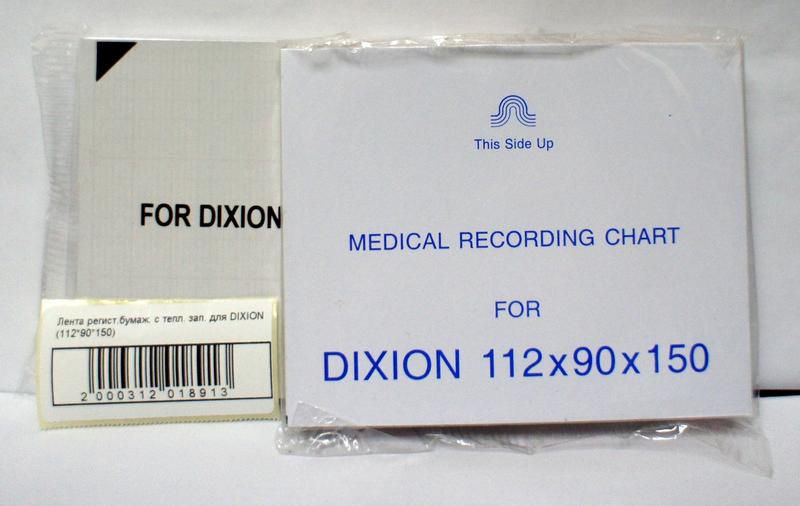 FOR DIXION
Лента регист.бумаж. с тепл. зап. для DIXION
(112*90*150)
2 000312 018913
This Side Up
MEDICAL RECORDING CHART
FOR
DIXION 112x90x150